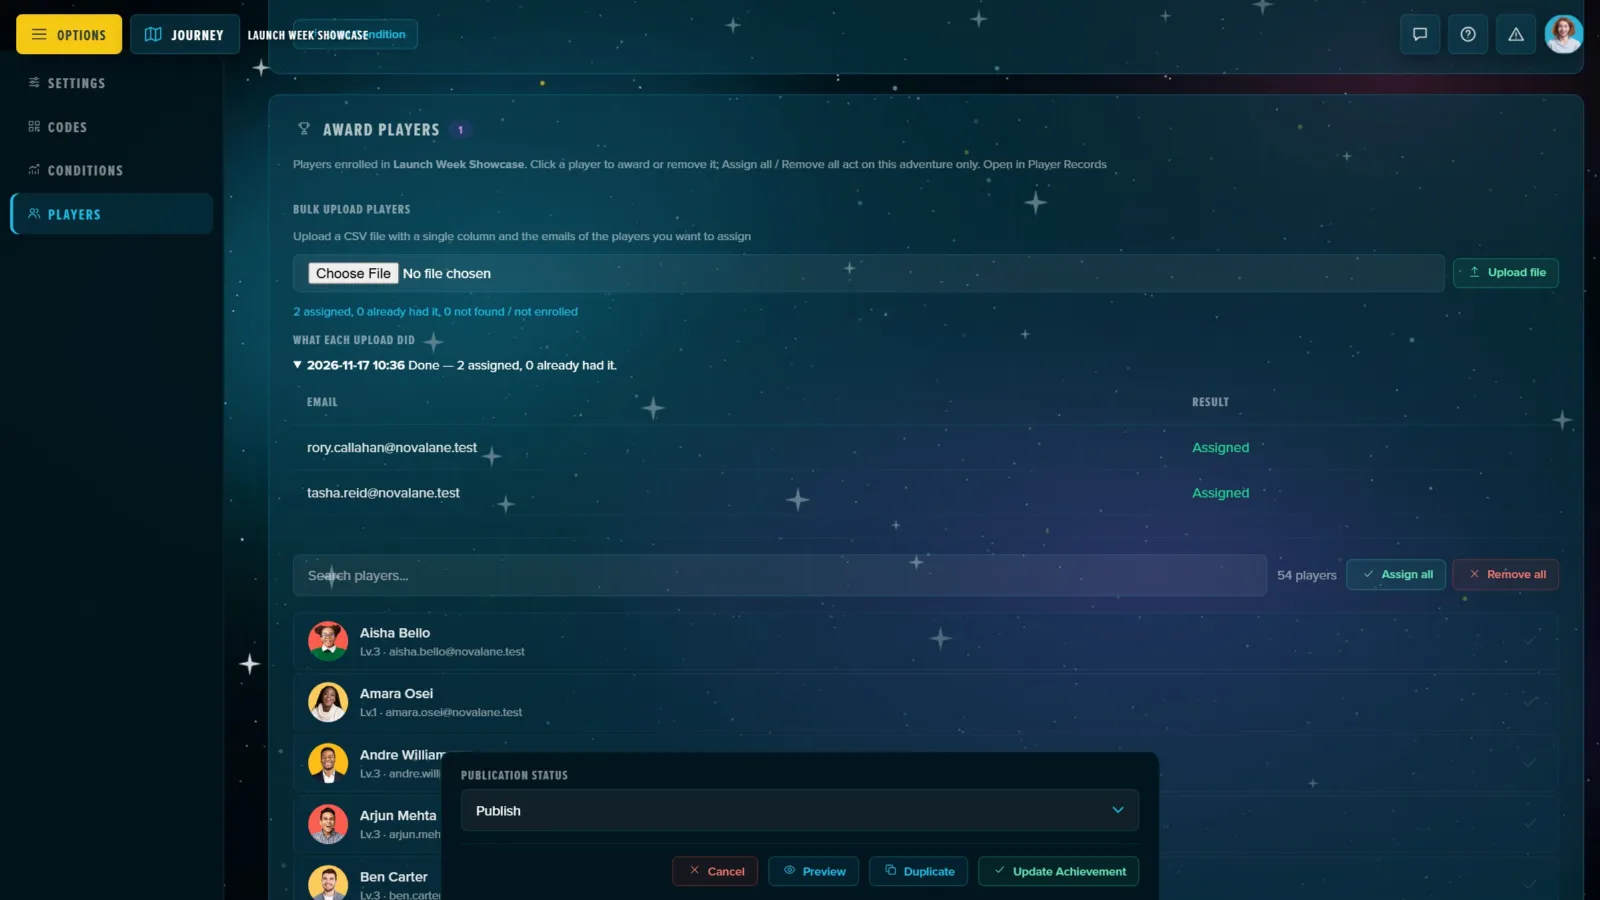 OPTIONS
JOURNEY
LAUNCH WEEK SHOWCASE
ndition
SETTINGS
CODES
CONDITIONS
PLAYERS
AWARD PLAYERS 1
Players enrolled in Launch Week Showcase. Click a player to award or remove it; Assign all / Remove all act on this adventure only. Open in Player Records
BULK UPLOAD PLAYERS
Upload a CSV file with a single column and the emails of the players you want to assign
Choose File No file chosen
Upload file
2 assigned, 0 already had it, 0 not found / not enrolled
WHAT EACH UPLOAD DID
2026-11-17 10:36 Done — 2 assigned, 0 already had it.
EMAIL RESULT
rory.callahan@novalane.test Assigned
tasha.reid@novalane.test Assigned
Search players...
54 players
Assign all
Remove all
Aisha Bello
Lv.3 · aisha.bello@novalane.test
Amara Osei
Lv.1 · amara.osei@novalane.test
Andre William
Lv.3 · andre.will
Arjun Mehta
Lv.3 · arjun.meh
Ben Carter
Lv.3 · ben.carter
PUBLICATION STATUS
Publish
Cancel
Preview
Duplicate
Update Achievement